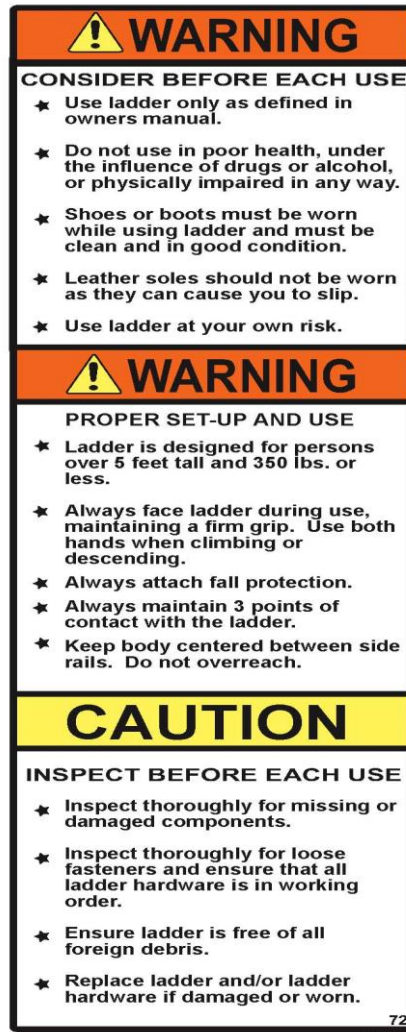 WARNING
CONSIDER BEFORE EACH USE
Use ladder only as defined in
owners manual.
Do not use in poor health, under
the influence of drugs or alcohol,
or physically impaired in any way.
Shoes or boots must be worn
while using ladder and must be
clean and in good condition.
Leather soles should not be worn
as they can cause you to slip.
Use ladder at your own risk.
WARNING
PROPER SET-UP AND USE
Ladder is designed for persons
over 5 feet tall and 350 lbs. or
less.
Always face ladder during use,
maintaining a firm grip. Use both
hands when climbing or
descending.
Always attach fall protection.
Always maintain 3 points of
contact with the ladder.
Keep body centered between side
rails. Do not overreach.
CAUTION
INSPECT BEFORE EACH USE
Inspect thoroughly for missing or
damaged components.
Inspect thoroughly for loose
fasteners and ensure that all
ladder hardware is in working
order.
Ensure ladder is free of all
foreign debris.
Replace ladder and/or ladder
hardware if damaged or worn.
72